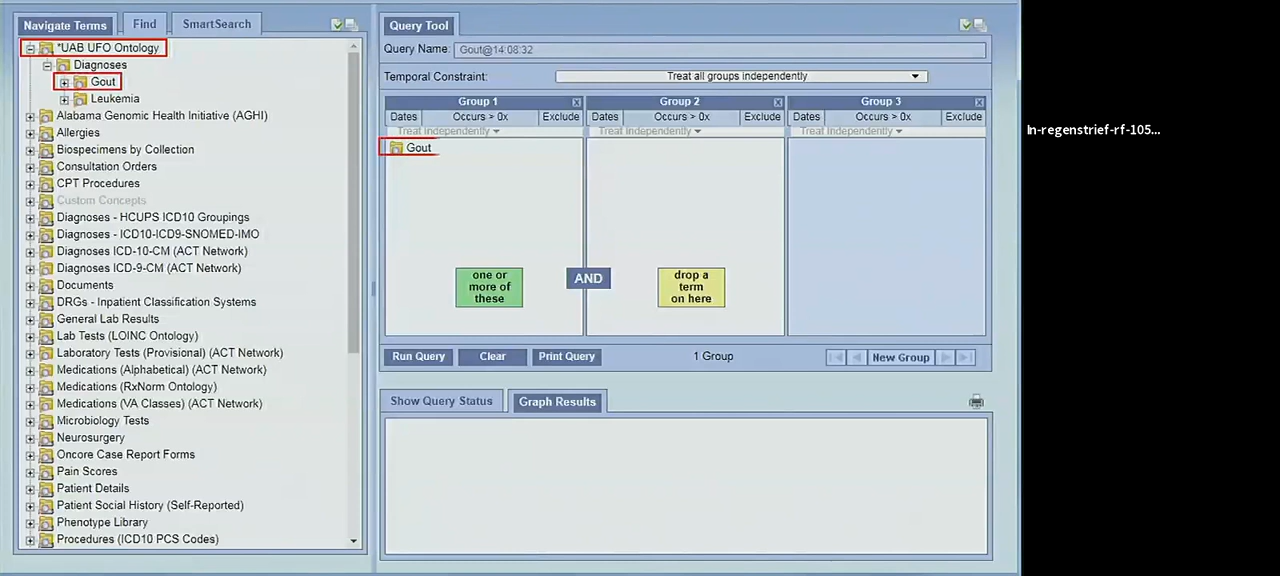 Navigate Terms Find SmartSearch
*UAB UFO Ontology
Diagnoses
Gout
Leukemia
Alabama Genomic Health Initiative (AGHI)
Allergies
Biospecimens by Collection
Consultation Orders
CPT Procedures
Custom Concepts
Diagnoses - HCUPS ICD10 Groupings
Diagnoses - ICD10-ICD9-SNOMED-IMO
Diagnoses ICD-10-CM (ACT Network)
Diagnoses ICD-9-CM (ACT Network)
Documents
DRGs - Inpatient Classification Systems
General Lab Results
Lab Tests (LOINC Ontology)
Laboratory Tests (Provisional) (ACT Network)
Medications (Alphabetical) (ACT Network)
Medications (RxNorm Ontology)
Medications (VA Classes) (ACT Network)
Microbiology Tests
Neurosurgery
Oncore Case Report Forms
Pain Scores
Patient Details
Patient Social History (Self-Reported)
Phenotype Library
Procedures (ICD10 PCS Codes)
Query Tool
Query Name: Gout@14:08:32
Temporal Constraint: Treat all groups independently
Group 1 Group 2 Group 3
Dates Occurs > 0x Exclude Dates Occurs > 0x Exclude Dates Occurs > 0x Exclude
Treat Independently Treat Independently Treat Independently
Gout
one or
more of
these
AND
drop a
term
on here
Run Query Clear Print Query 1 Group New Group
Show Query Status Graph Results
In-regenstrief-rf-105...